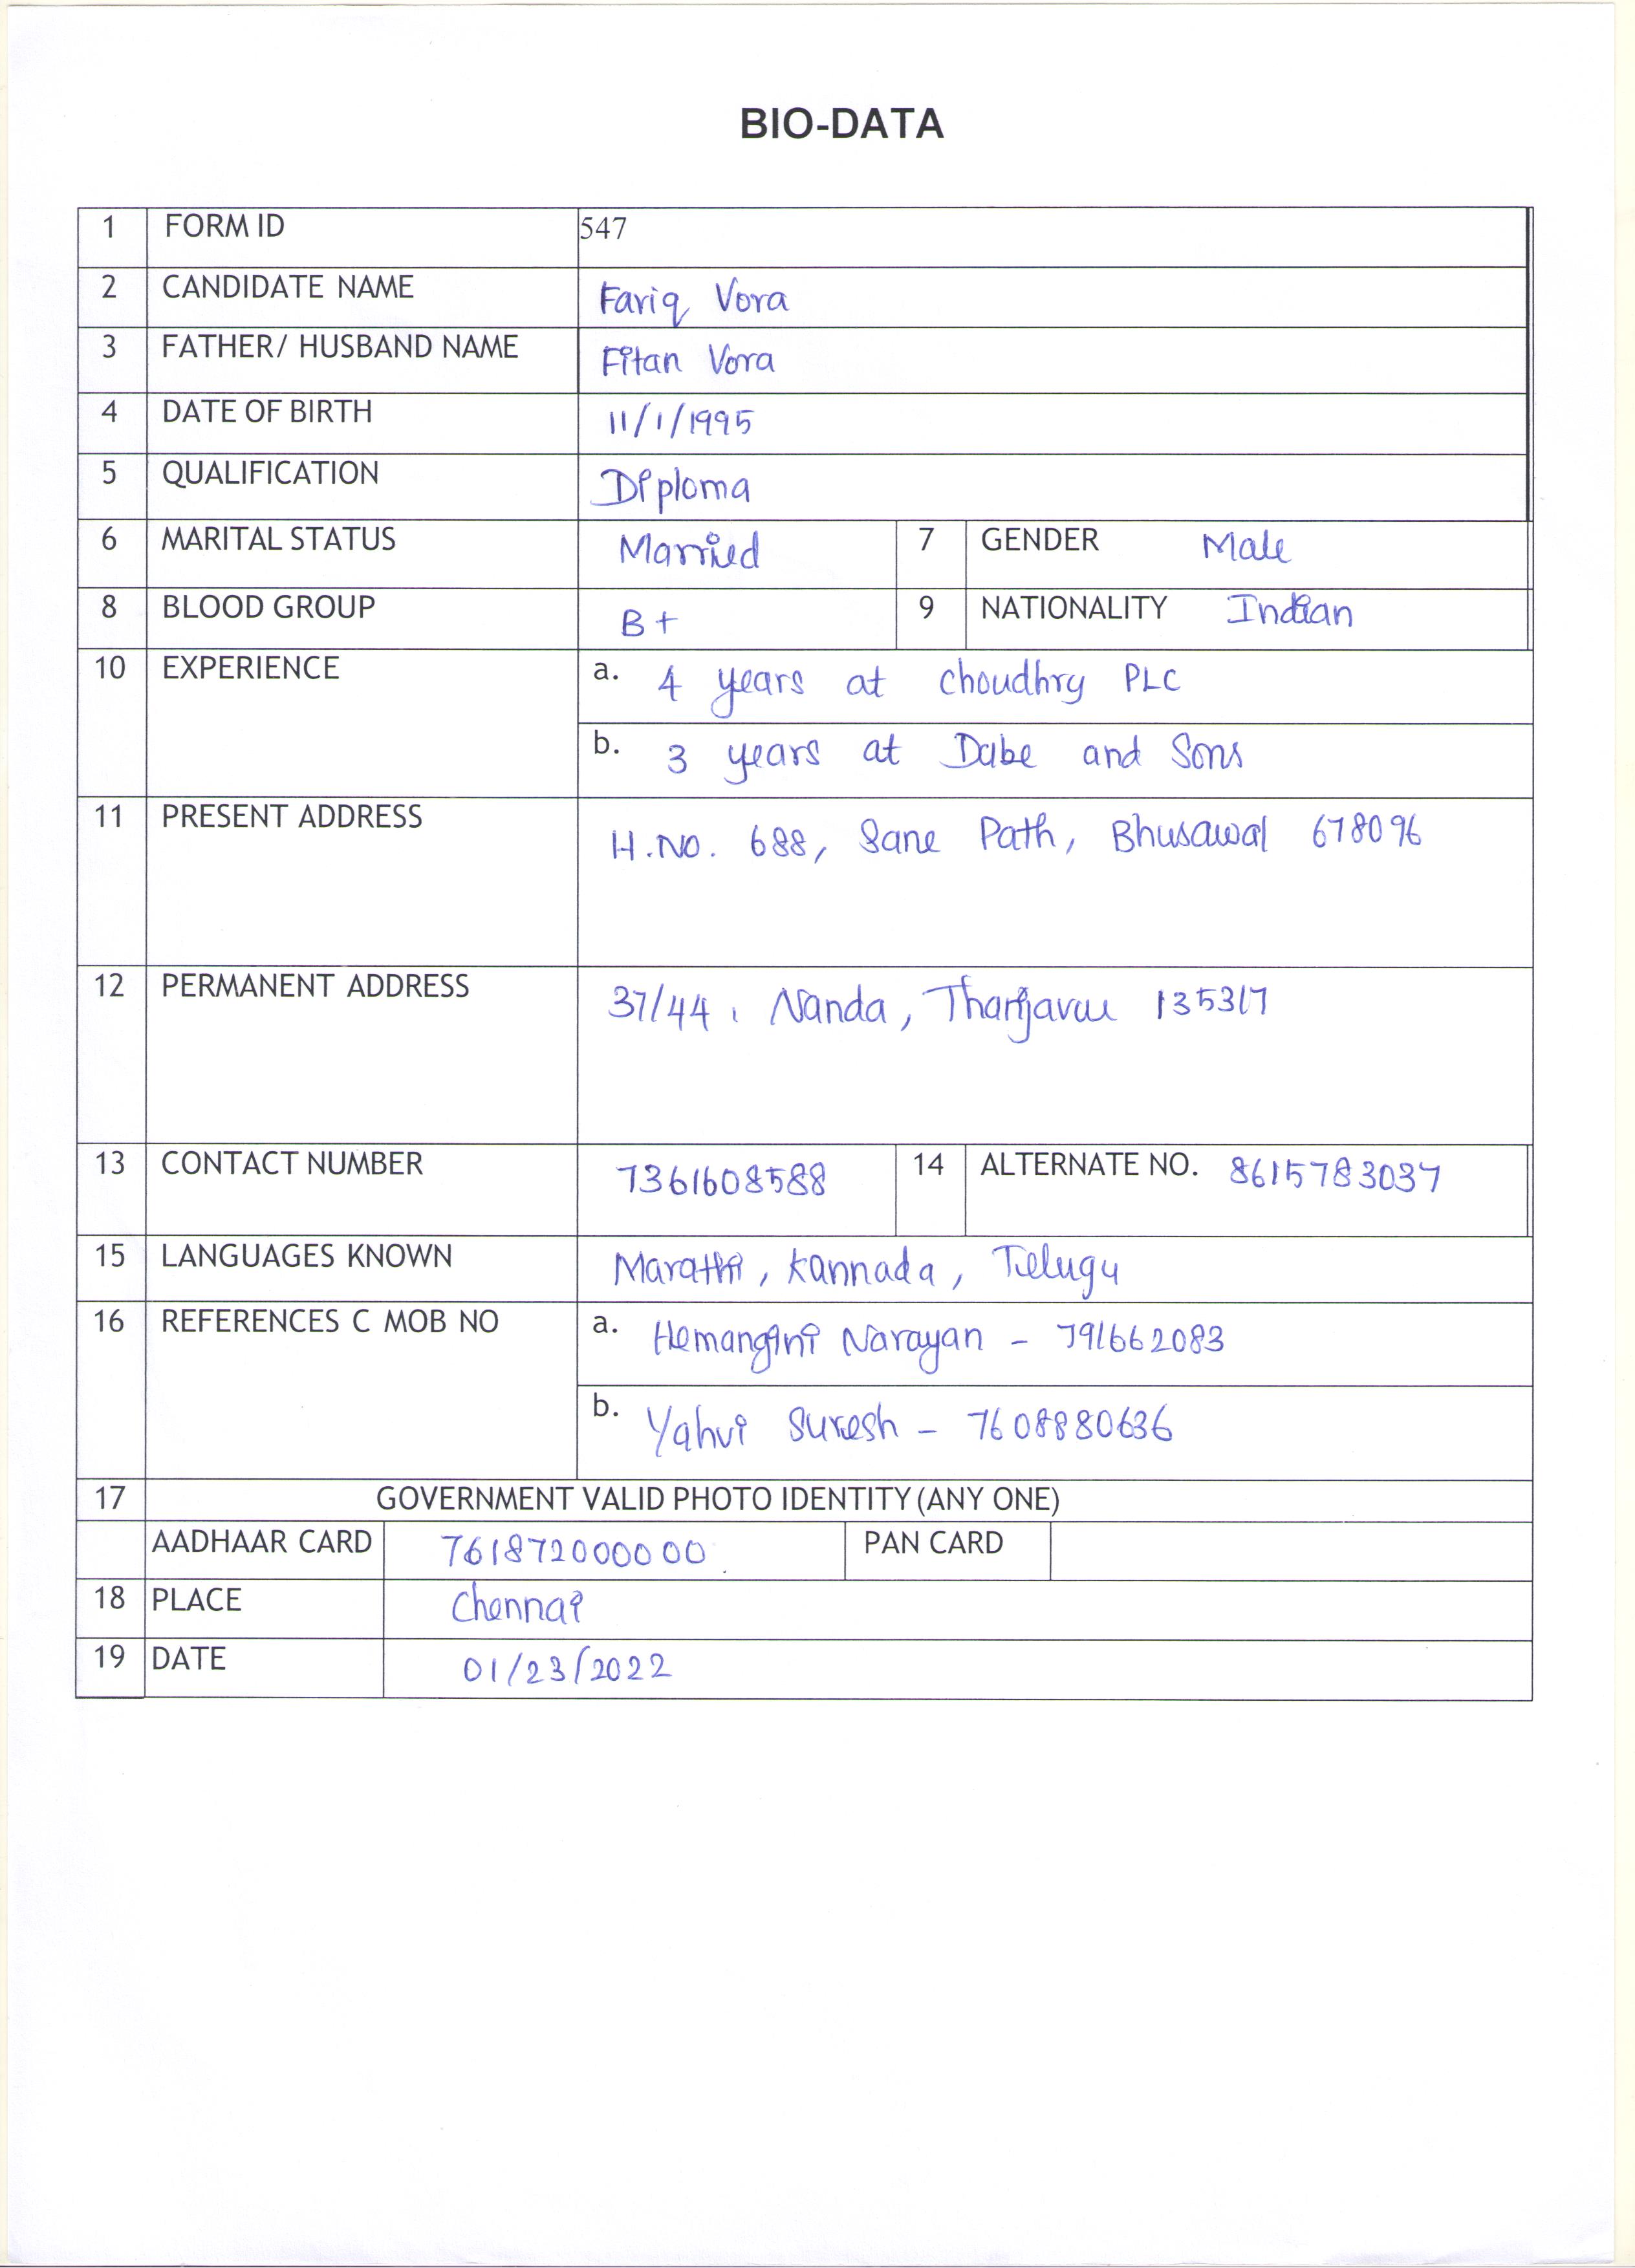 BIO-DATA
1 FORM ID 547
2 CANDIDATE NAME Fariq Vora
3 FATHER/ HUSBAND NAME Fitan Vora
4 DATE OF BIRTH 11/1/1995
5 QUALIFICATION Diploma
6 MARITAL STATUS Married 7 GENDER Male
8 BLOOD GROUP B+ 9 NATIONALITY Indian
10 EXPERIENCE a. 4 years at choudhry PLC
b. 3 years at Dube and Sons
11 PRESENT ADDRESS H.No. 688, Sane Path, Bhusawal 678096
12 PERMANENT ADDRESS 37/44, Nanda, Thanjavur 135317
13 CONTACT NUMBER 7361608588 14 ALTERNATE NO. 8615783037
15 LANGUAGES KNOWN Marathi, Kannada, Telugu
16 REFERENCES C MOB NO a. Hemangini Narayan - 791662083
b. Yahvi Suresh - 7608880636
17 GOVERNMENT VALID PHOTO IDENTITY (ANY ONE)
AADHAAR CARD 761872000000 PAN CARD
18 PLACE Chennai
19 DATE 01/23/2022